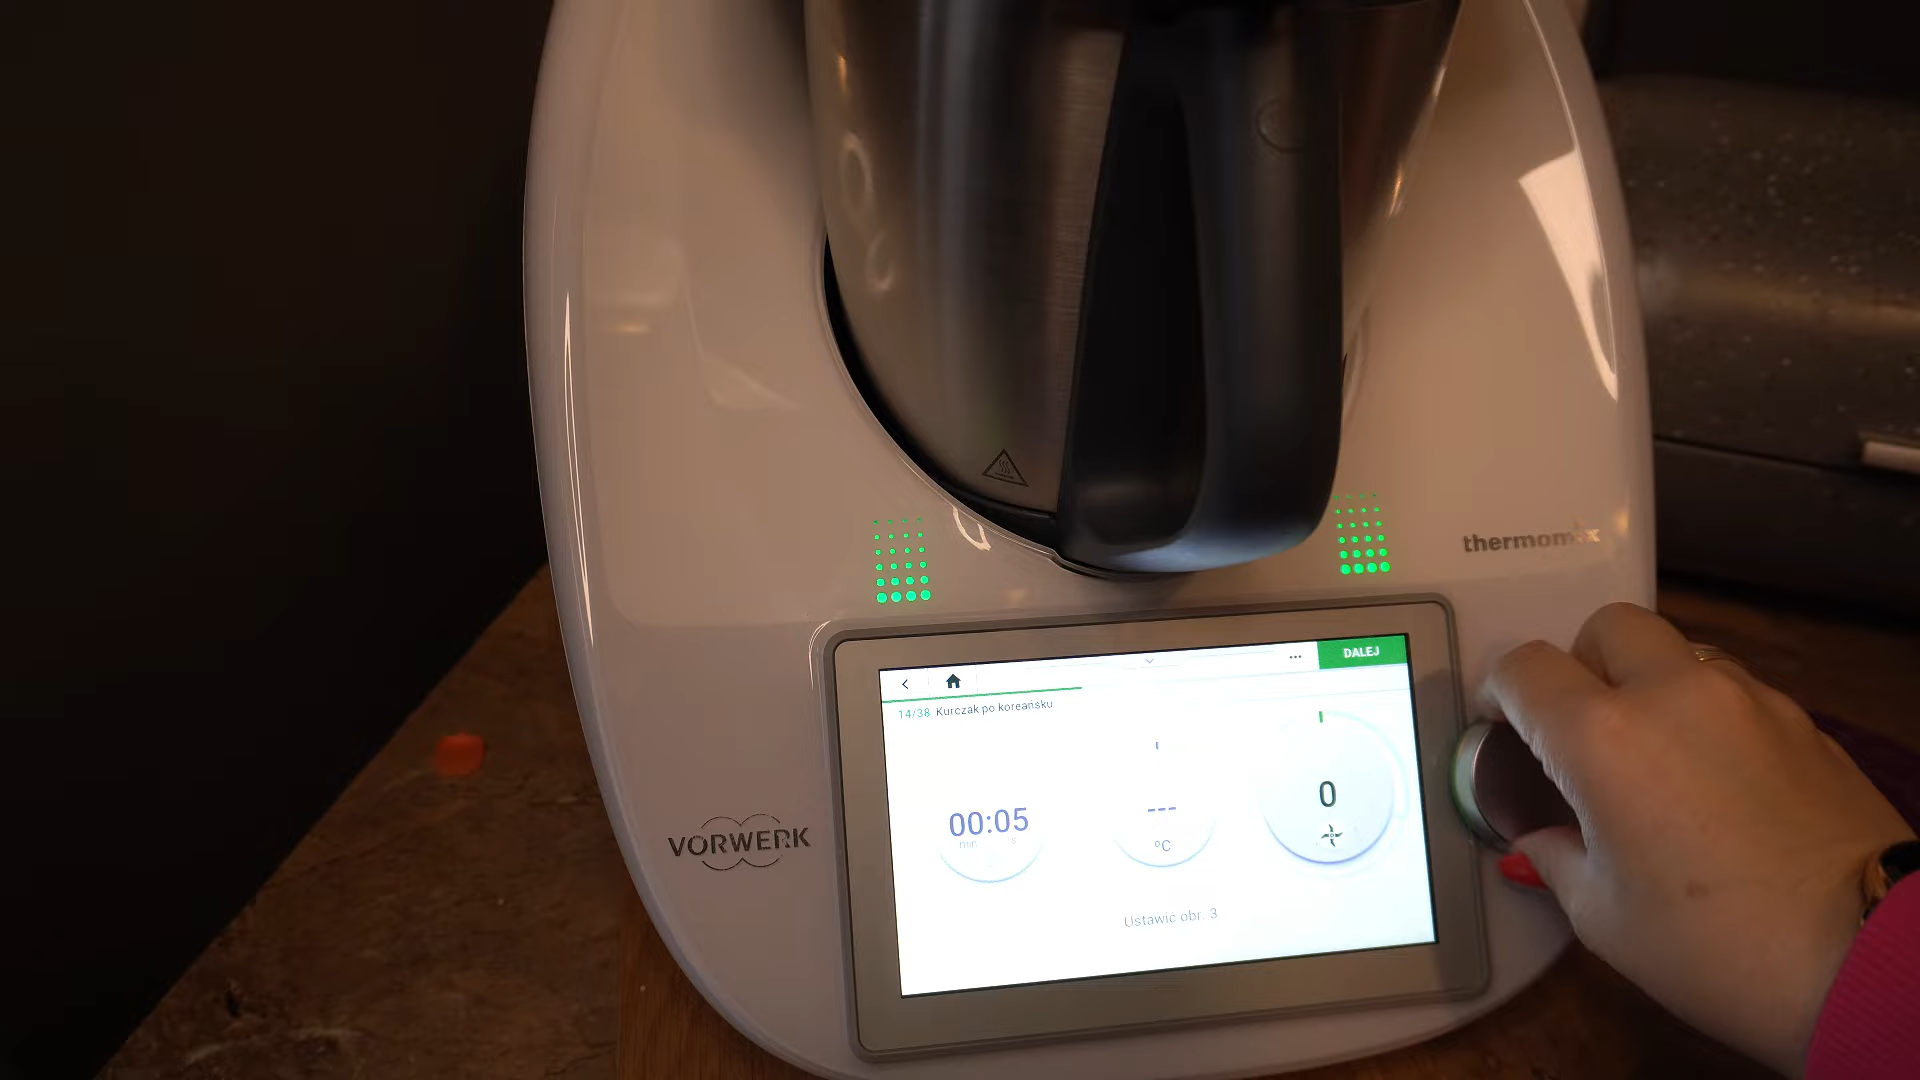 thermomix
DALEJ
14/38 Kurczak po koreańsku
00:05
min s
---
°C
0
Ustawić obr. 3
VORWERK